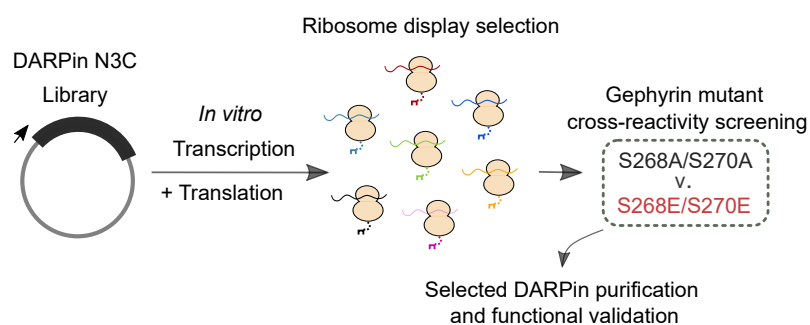 Ribosome display selection
DARPin N3C
Library
In vitro
Transcription
+ Translation
Gephyrin mutant
cross-reactivity screening
S268A/S270A
v.
S268E/S270E
Selected DARPin purification
and functional validation